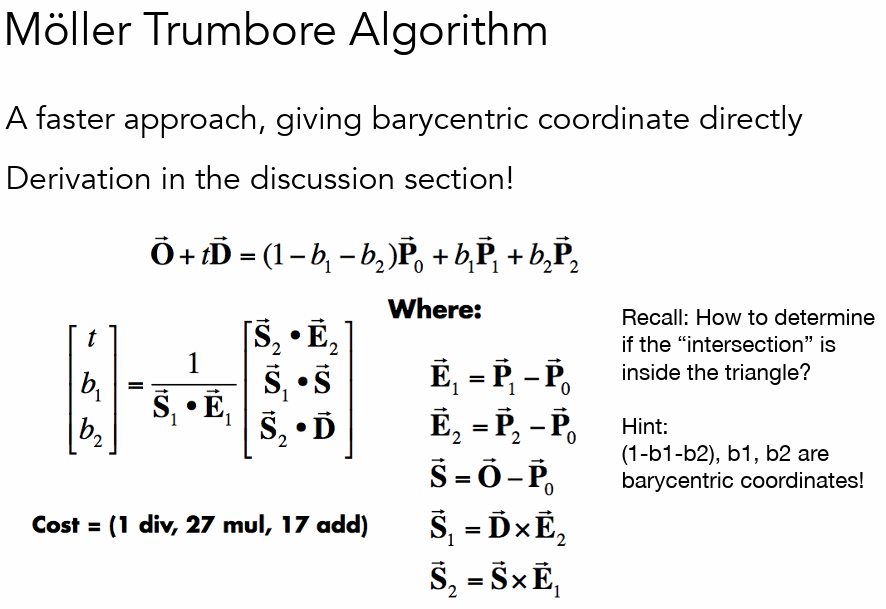 Möller Trumbore Algorithm
A faster approach, giving barycentric coordinate directly
Derivation in the discussion section!
$\vec{\mathbf{O}} + t\vec{\mathbf{D}} = (1 - b_1 - b_2)\vec{\mathbf{P}}_0 + b_1\vec{\mathbf{P}}_1 + b_2\vec{\mathbf{P}}_2$
$\begin{bmatrix} t \\ b_1 \\ b_2 \end{bmatrix} = \frac{1}{\vec{\mathbf{S}}_1 \bullet \vec{\mathbf{E}}_1} \begin{bmatrix} \vec{\mathbf{S}}_2 \bullet \vec{\mathbf{E}}_2 \\ \vec{\mathbf{S}}_1 \bullet \vec{\mathbf{S}} \\ \vec{\mathbf{S}}_2 \bullet \vec{\mathbf{D}} \end{bmatrix}$
Cost = (1 div, 27 mul, 17 add)
Where:
$\vec{\mathbf{E}}_1 = \vec{\mathbf{P}}_1 - \vec{\mathbf{P}}_0$
$\vec{\mathbf{E}}_2 = \vec{\mathbf{P}}_2 - \vec{\mathbf{P}}_0$
$\vec{\mathbf{S}} = \vec{\mathbf{O}} - \vec{\mathbf{P}}_0$
$\vec{\mathbf{S}}_1 = \vec{\mathbf{D}} \times \vec{\mathbf{E}}_2$
$\vec{\mathbf{S}}_2 = \vec{\mathbf{S}} \times \vec{\mathbf{E}}_1$
Recall: How to determine
if the “intersection” is
inside the triangle?
Hint:
(1-b1-b2), b1, b2 are
barycentric coordinates!